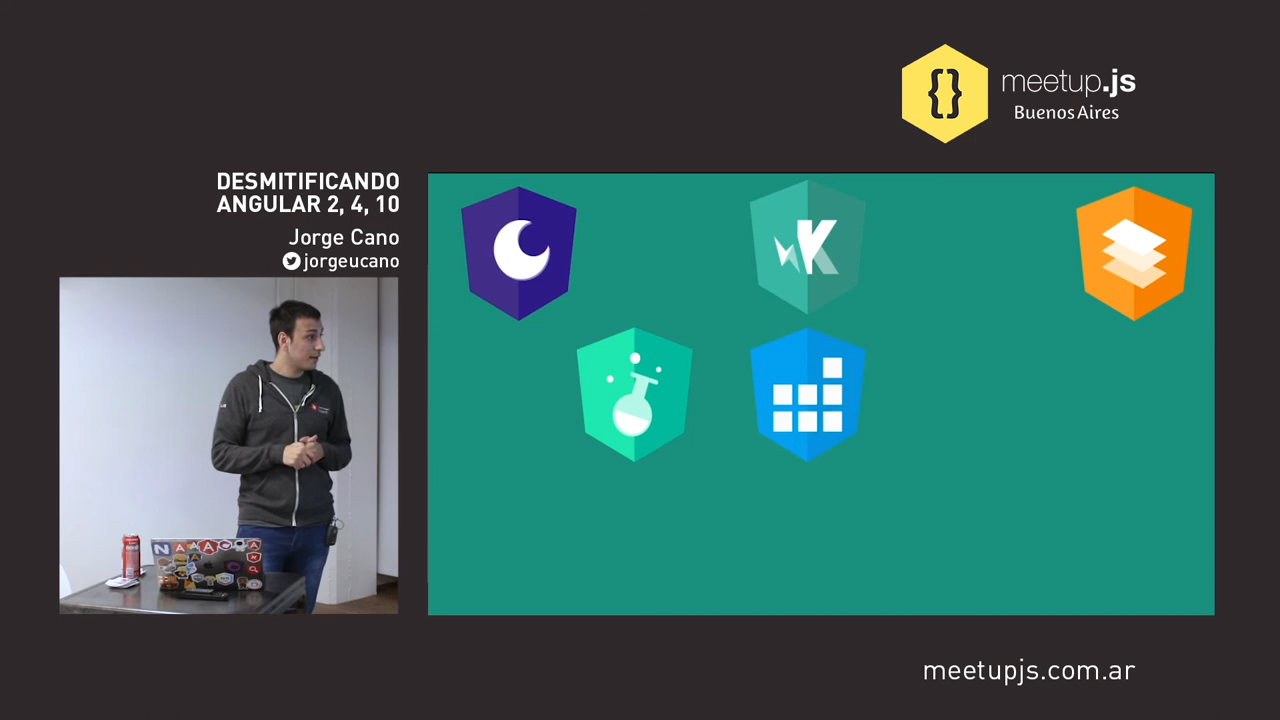 {}
meetup.js
Buenos Aires
DESMITIFICANDO
ANGULAR 2, 4, 10
Jorge Cano
jorgeucano
K
N A A A A
meetupjs.com.ar